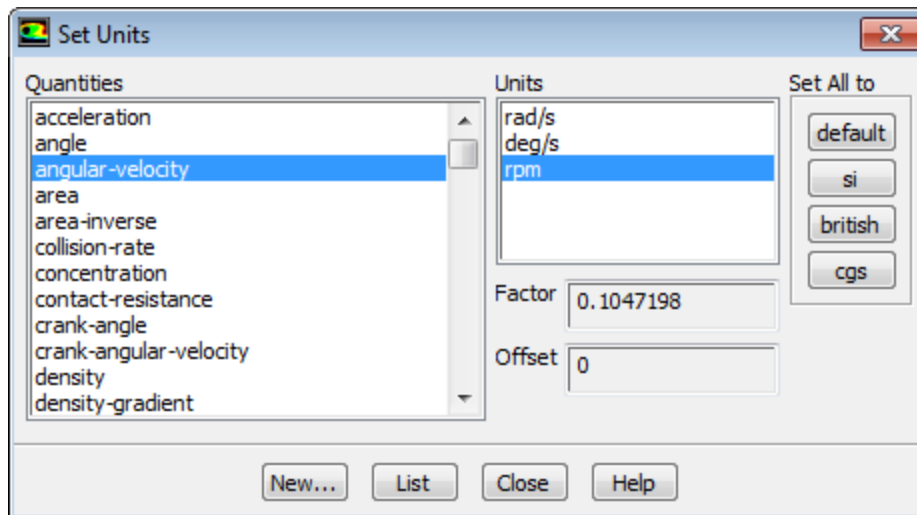 Set Units
Quantities
acceleration
angle
angular-velocity
area
area-inverse
collision-rate
concentration
contact-resistance
crank-angle
crank-angular-velocity
density
density-gradient
Units
rad/s
deg/s
rpm
Factor
0.1047198
Offset
0
Set All to
default
si
british
cgs
New...
List
Close
Help